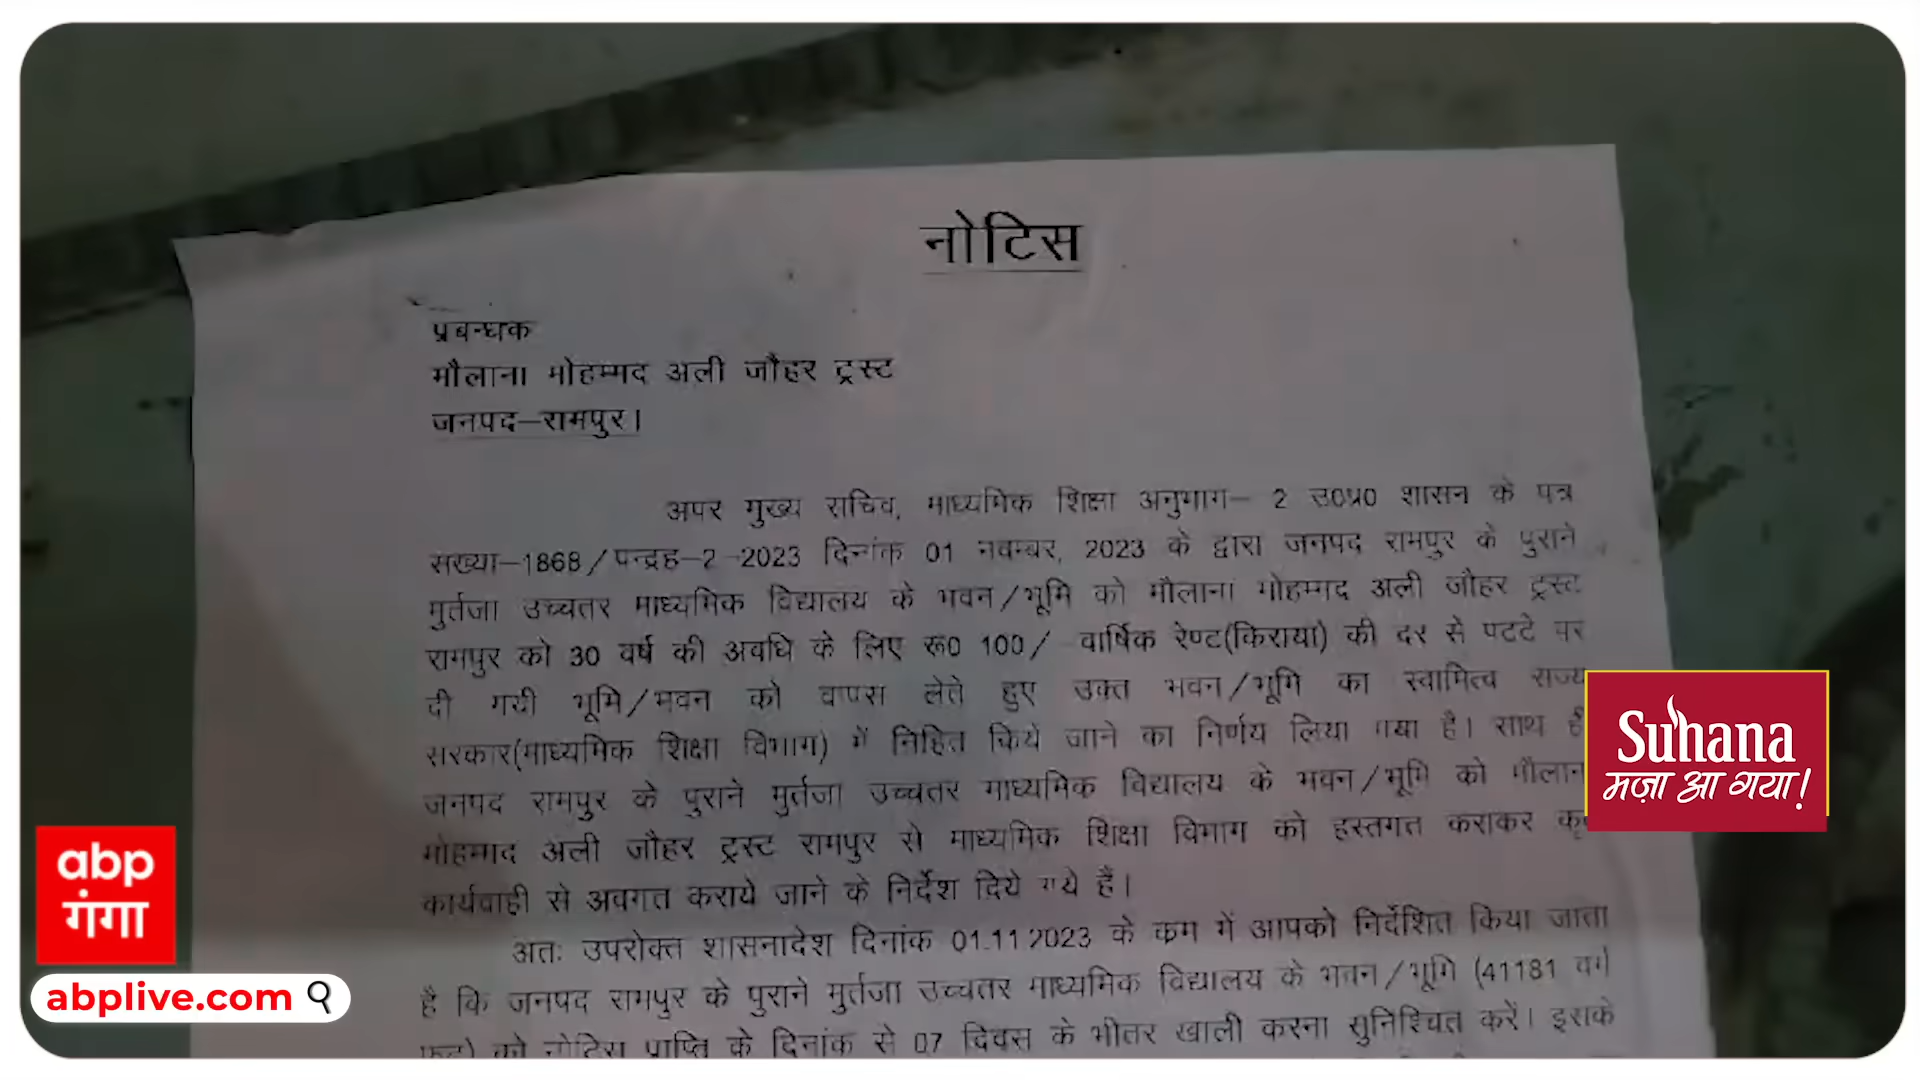 नोटिस
प्रबन्धक
मौलाना मोहम्मद अली जौहर ट्रस्ट
जनपद–रामपुर।
अपर मुख्य सचिव, माध्यमिक शिक्षा अनुभाग– 2 उ0प्र0 शासन के पत्र
सख्या–1868/पन्द्रह–2–2023 दिनांक 01 नवम्बर, 2023 के द्वारा जनपद रामपुर के पुराने
मुर्तजा उच्चतर माध्यमिक विद्यालय के भवन/भूमि को मौलाना मोहम्मद अली जौहर ट्रस्ट
रामपुर को 30 वर्ष की अवधि के लिए रू0 100/– वार्षिक रेण्ट(किराया) की दर से पटटे पर
दी गयी भूमि/भवन को वापस लेते हुए उक्त भवन/भूमि का स्वामित्व राज्य
सरकार(माध्यमिक शिक्षा विभाग) में निहित किये जाने का निर्णय लिया गया है। साथ
जनपद रामपुर के पुराने मुर्तजा उच्चतर माध्यमिक विद्यालय के भवन/भूमि को
मोहम्मद अली जौहर ट्रस्ट रामपुर से माध्यमिक शिक्षा विभाग को हस्तगत कराकर
कार्यवाही से अवगत कराये जाने के निर्देश दिये गये हैं।
अतः उपरोक्त शासनादेश दिनांक 01.11.2023 के क्रम में आपको निर्देशित किया जाता
है कि जनपद रामपुर के पुराने मुर्तजा उच्चतर माध्यमिक विद्यालय के भवन/भूमि (41181 वर्ग
को नोटिस प्राप्ति के दिनांक से 07 दिवस के भीतर खाली करना सुनिश्चित करें। इसके
Suhana
मज़ा आ गया!
abp
गंगा
abplive.com